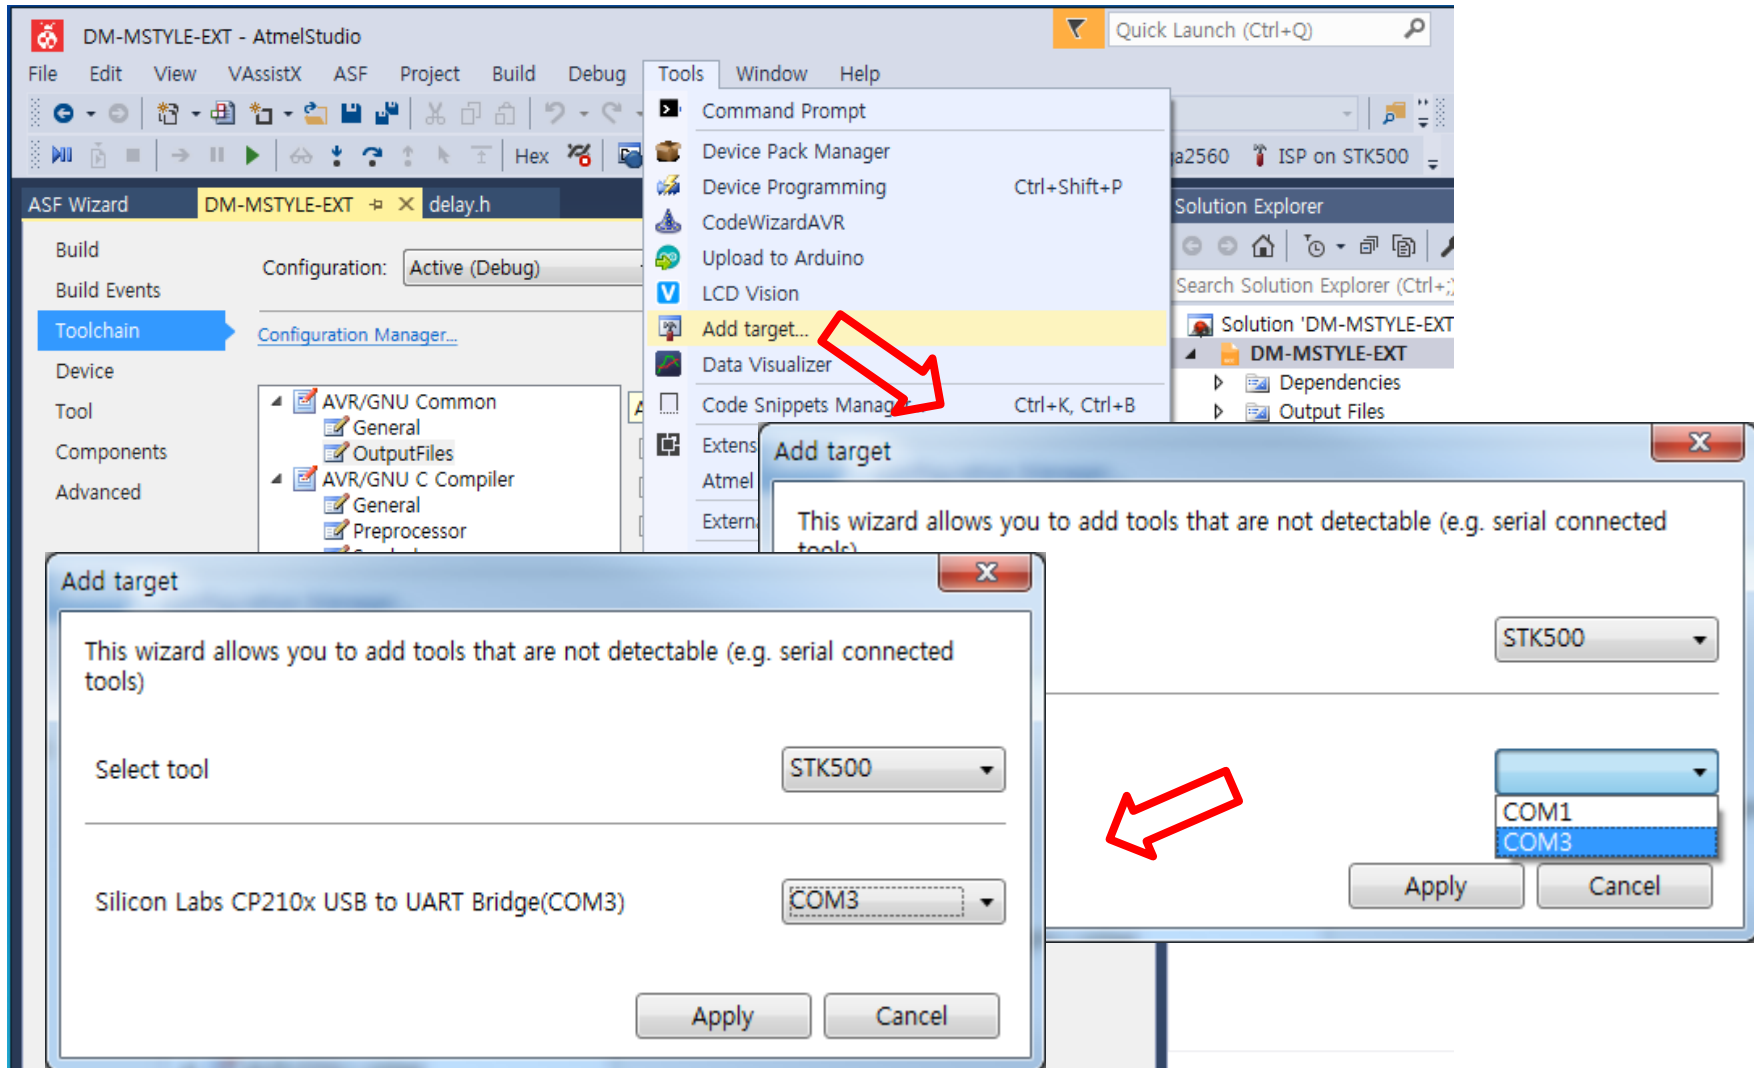 DM-MSTYLE-EXT - AtmelStudio
Quick Launch (Ctrl+Q)
File Edit View VAssistX ASF Project Build Debug Tools Window Help
Hex
ISP on STK500
Command Prompt
Device Pack Manager
Device Programming Ctrl+Shift+P
CodeWizardAVR
Upload to Arduino
LCD Vision
Add target...
Data Visualizer
Code Snippets Manager Ctrl+K, Ctrl+B
Extens
Atmel
Extern
ASF Wizard DM-MSTYLE-EXT delay.h
Build
Build Events
Toolchain
Device
Tool
Components
Advanced
Configuration: Active (Debug)
Configuration Manager...
AVR/GNU Common
General
OutputFiles
AVR/GNU C Compiler
General
Preprocessor
Solution Explorer
Search Solution Explorer (Ctrl+;)
Solution 'DM-MSTYLE-EXT
DM-MSTYLE-EXT
Dependencies
Output Files
Add target
This wizard allows you to add tools that are not detectable (e.g. serial connected
tools)
STK500
COM1
COM3
Apply Cancel
Add target
This wizard allows you to add tools that are not detectable (e.g. serial connected
tools)
Select tool STK500
Silicon Labs CP210x USB to UART Bridge(COM3) COM3
Apply Cancel